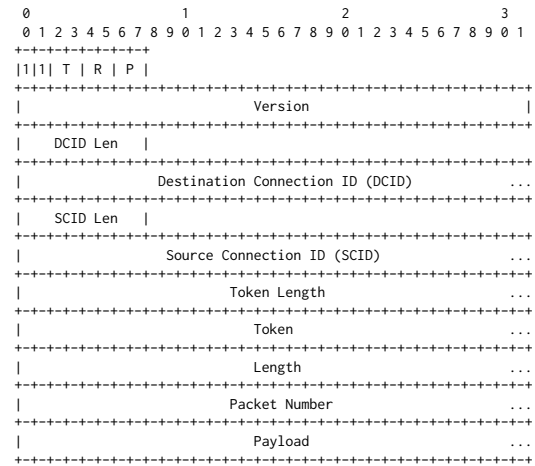 0                   1                   2                   3
0 1 2 3 4 5 6 7 8 9 0 1 2 3 4 5 6 7 8 9 0 1 2 3 4 5 6 7 8 9 0 1
+-+-+-+-+-+-+-+-+
|1|1| T | R | P |
+-+-+-+-+-+-+-+-+-+-+-+-+-+-+-+-+-+-+-+-+-+-+-+-+-+-+-+-+-+-+-+-+
|                            Version                            |
+-+-+-+-+-+-+-+-+-+-+-+-+-+-+-+-+-+-+-+-+-+-+-+-+-+-+-+-+-+-+-+-+
|    DCID Len   |
+-+-+-+-+-+-+-+-+-+-+-+-+-+-+-+-+-+-+-+-+-+-+-+-+-+-+-+-+-+-+-+-+
|                 Destination Connection ID (DCID)            ...
+-+-+-+-+-+-+-+-+-+-+-+-+-+-+-+-+-+-+-+-+-+-+-+-+-+-+-+-+-+-+-+-+
|    SCID Len   |
+-+-+-+-+-+-+-+-+-+-+-+-+-+-+-+-+-+-+-+-+-+-+-+-+-+-+-+-+-+-+-+-+
|                  Source Connection ID (SCID)                ...
+-+-+-+-+-+-+-+-+-+-+-+-+-+-+-+-+-+-+-+-+-+-+-+-+-+-+-+-+-+-+-+-+
|                          Token Length                       ...
+-+-+-+-+-+-+-+-+-+-+-+-+-+-+-+-+-+-+-+-+-+-+-+-+-+-+-+-+-+-+-+-+
|                             Token                           ...
+-+-+-+-+-+-+-+-+-+-+-+-+-+-+-+-+-+-+-+-+-+-+-+-+-+-+-+-+-+-+-+-+
|                             Length                          ...
+-+-+-+-+-+-+-+-+-+-+-+-+-+-+-+-+-+-+-+-+-+-+-+-+-+-+-+-+-+-+-+-+
|                          Packet Number                      ...
+-+-+-+-+-+-+-+-+-+-+-+-+-+-+-+-+-+-+-+-+-+-+-+-+-+-+-+-+-+-+-+-+
|                             Payload                         ...
+-+-+-+-+-+-+-+-+-+-+-+-+-+-+-+-+-+-+-+-+-+-+-+-+-+-+-+-+-+-+-+-+